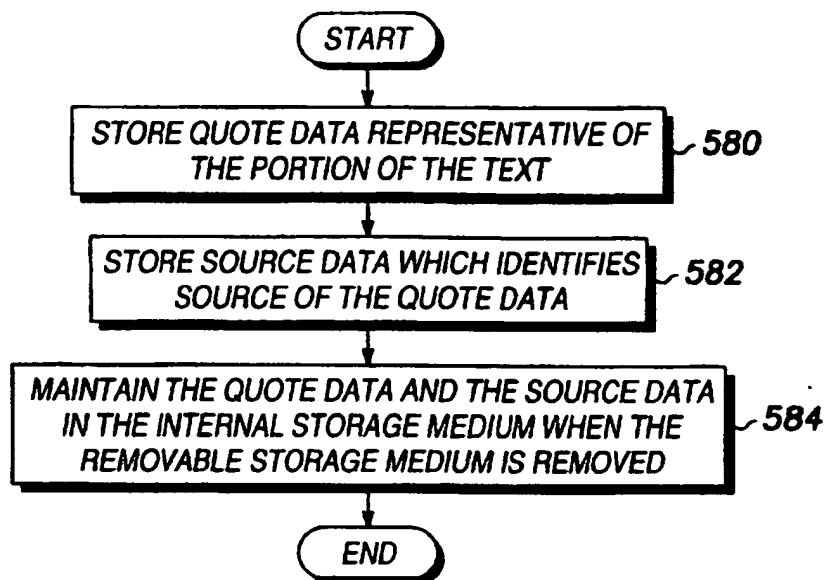 START
STORE QUOTE DATA REPRESENTATIVE OF
THE PORTION OF THE TEXT
580
STORE SOURCE DATA WHICH IDENTIFIES
SOURCE OF THE QUOTE DATA
582
MAINTAIN THE QUOTE DATA AND THE SOURCE DATA
IN THE INTERNAL STORAGE MEDIUM WHEN THE
REMOVABLE STORAGE MEDIUM IS REMOVED
584
END